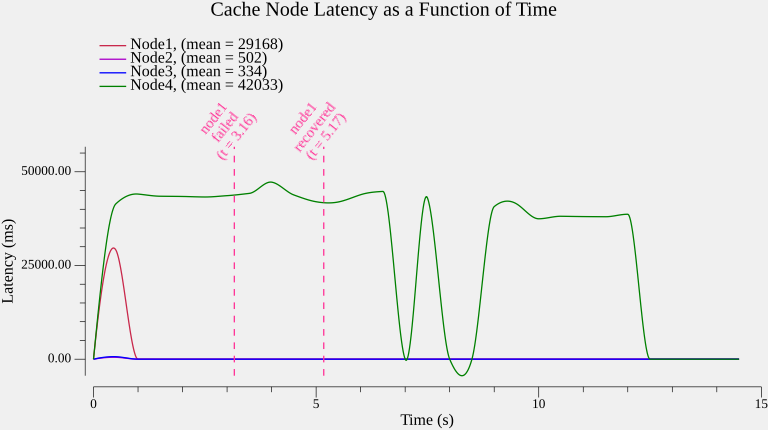 Cache Node Latency as a Function of Time
Node1, (mean = 29168)
Node2, (mean = 502)
Node3, (mean = 334)
Node4, (mean = 42033)
node1
failed
(t = 3.16)
node1
recovered
(t = 5.17)
50000.00
25000.00
0.00
Latency (ms)
0
5
10
15
Time (s)